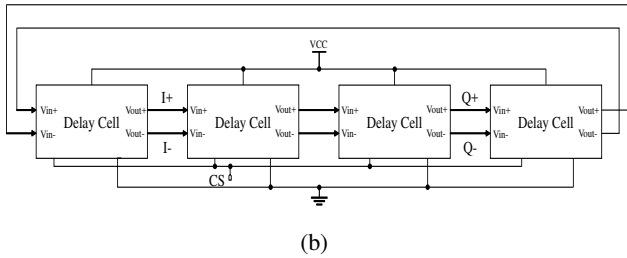 VCC
I+ Q+
Vin+ Vout+ Vin+ Vout+ Vin+ Vout+ Vin+ Vout+
Delay Cell Delay Cell Delay Cell Delay Cell
Vin- Vout- Vin- Vout- Vin- Vout- Vin- Vout-
I- Q-
CS
(b)